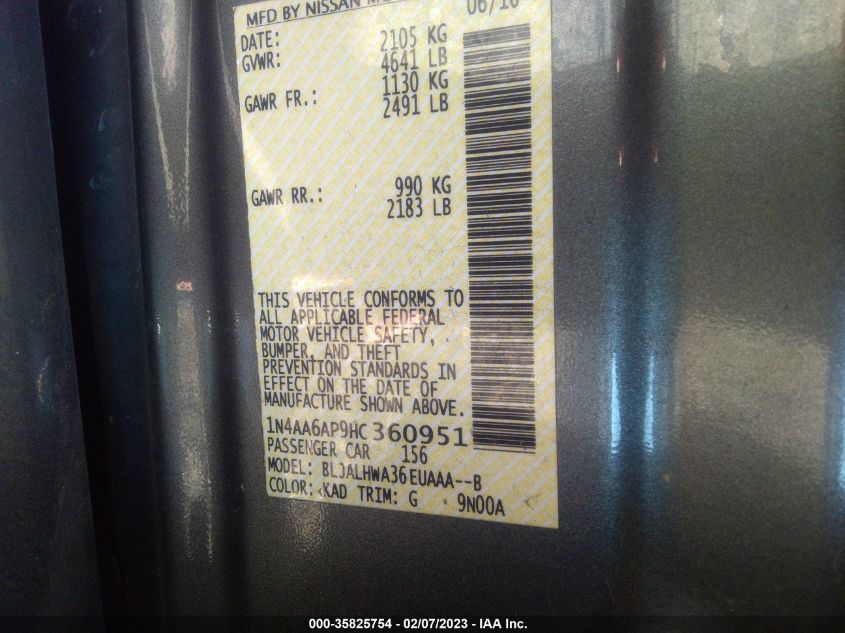 MFD BY NISSAN 06/16
DATE: 2105 KG
GVWR: 4641 LB
1130 KG
GAWR FR.: 2491 LB
GAWR RR.: 990 KG
2183 LB
THIS VEHICLE CONFORMS TO
ALL APPLICABLE FEDERAL
MOTOR VEHICLE SAFETY,
BUMPER, AND THEFT
PREVENTION STANDARDS IN
EFFECT ON THE DATE OF
MANUFACTURE SHOWN ABOVE.
1N4AA6AP9HC360951
PASSENGER CAR 156
MODEL: BLJALHWA36EUAAA--B
COLOR: KAD TRIM: G 9N00A
000-35825754 - 02/07/2023 - IAA Inc.